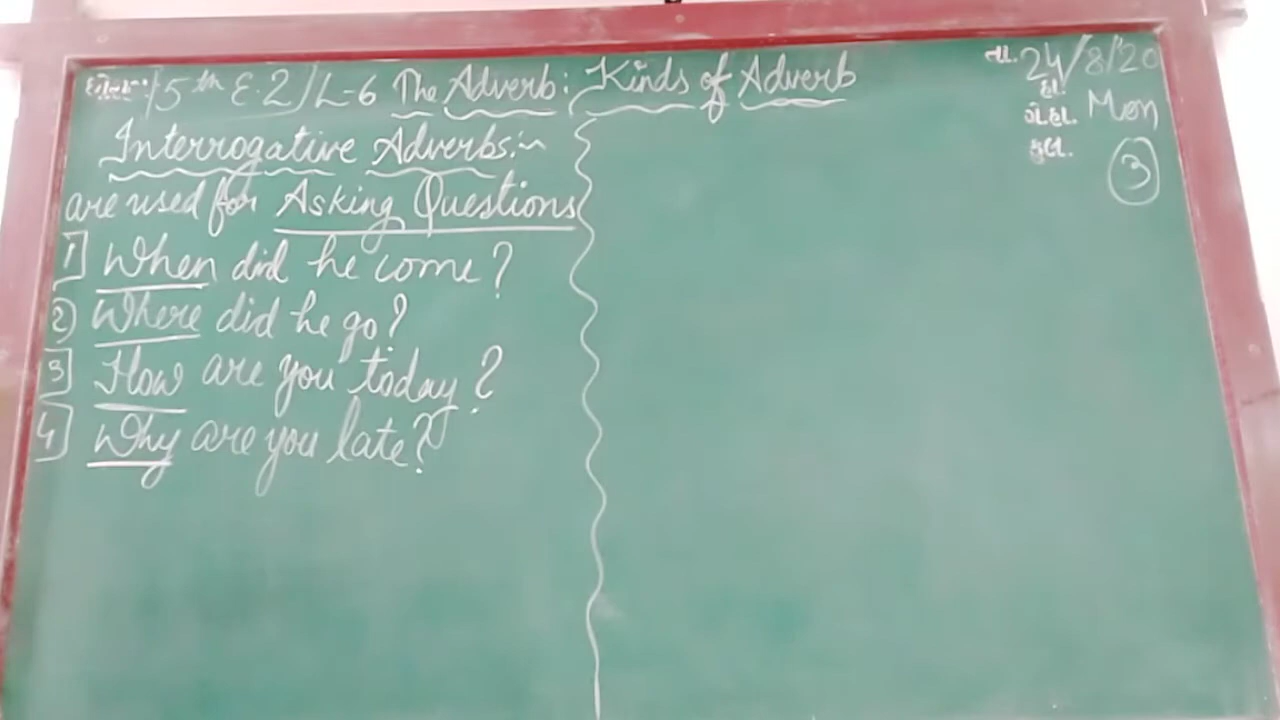 5th E.2 L-6 The Adverb: Kinds of Adverb
Interrogative Adverbs:~
are used for Asking Questions
1 When did he come?
2) Where did he go?
3 How are you today?
4 Why are you late?
તા. 24/8/20
હા.
ગે.હા. Mon
કુલ.
3